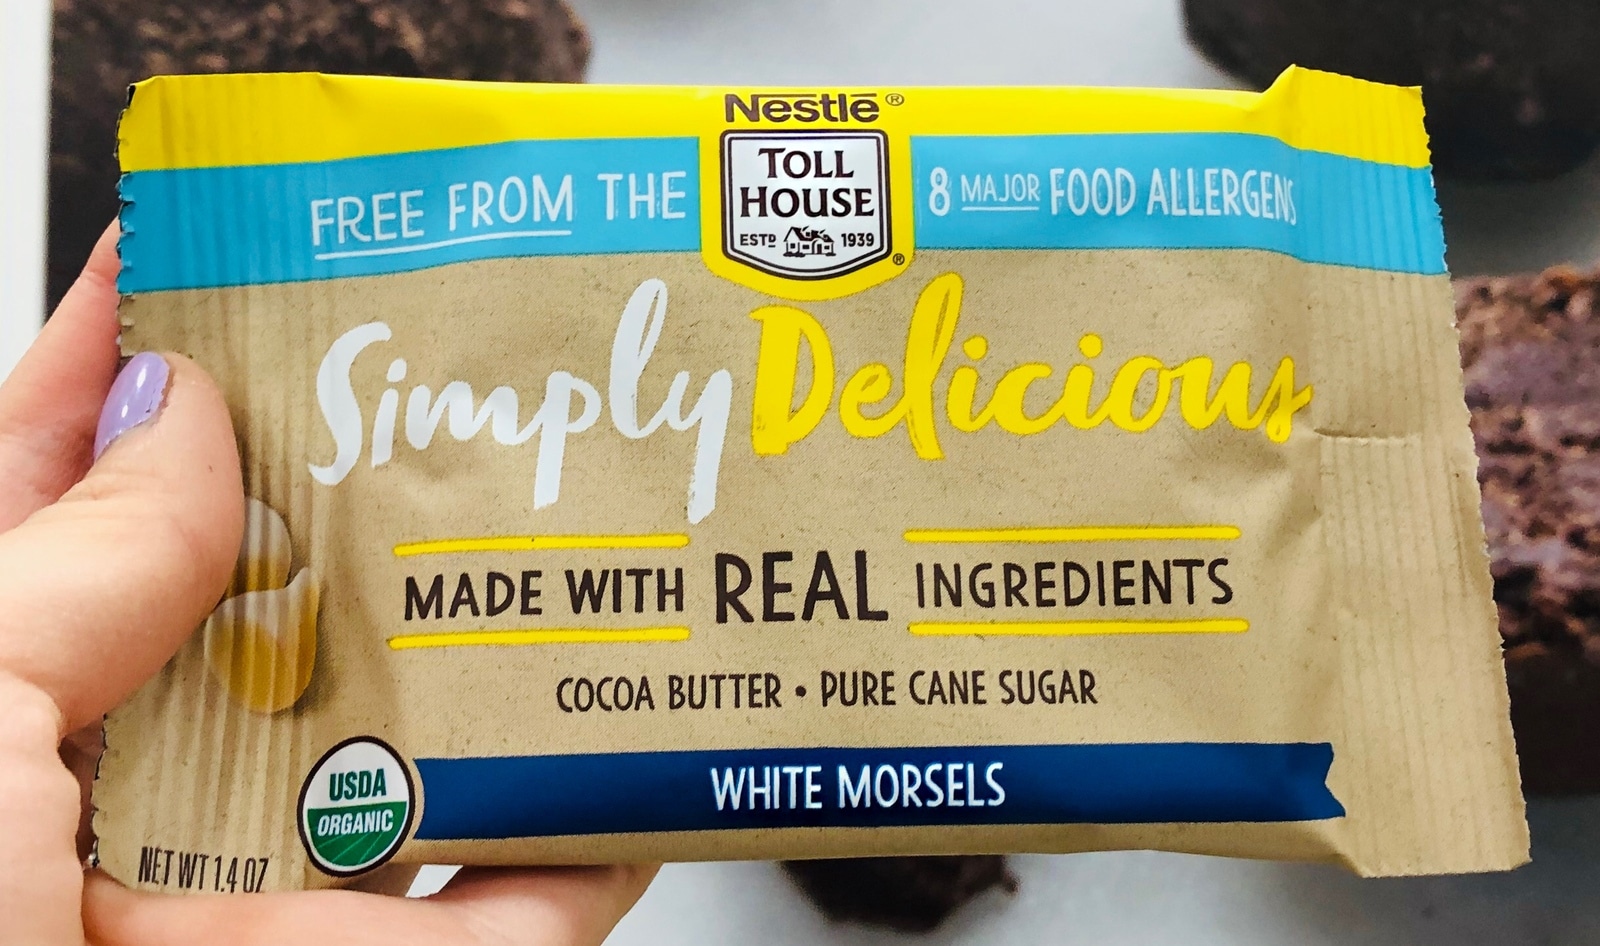 Nestlé®
TOLL
HOUSE
ESTD 1939
®
FREE FROM THE
8 MAJOR FOOD ALLERGENS
Simply Delicious
MADE WITH REAL INGREDIENTS
COCOA BUTTER • PURE CANE SUGAR
WHITE MORSELS
USDA
ORGANIC
NET WT 1.4 OZ